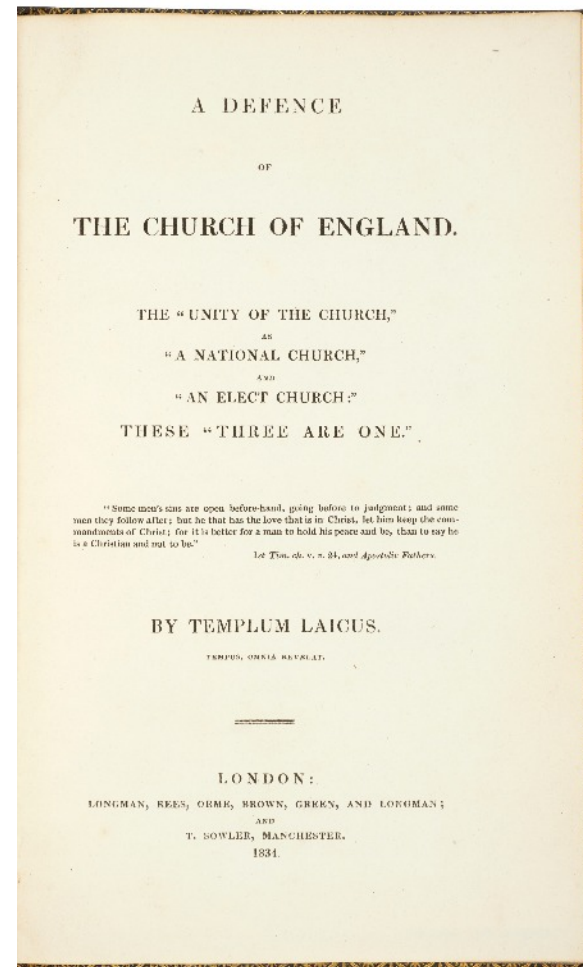 A DEFENCE
OF
THE CHURCH OF ENGLAND.
THE “UNITY OF THE CHURCH,”
AS
“A NATIONAL CHURCH,”
AND
“AN ELECT CHURCH:”
THESE “THREE ARE ONE.”
“Some men's sins are open before-hand, going before to judgment; and some
men they follow after; but he that has the love that is in Christ, let him keep the com-
mandments of Christ; for it is better for a man to hold his peace and be, than to say he
is a Christian and not to be.”
1st Tim. ch. v. v. 24, and Apostolic Fathers.
BY TEMPLUM LAICUS.
TEMPUS, OMNIA REVELAT.
LONDON:
LONGMAN, REES, ORME, BROWN, GREEN, AND LONGMAN;
AND
T. SOWLER, MANCHESTER.
1834.